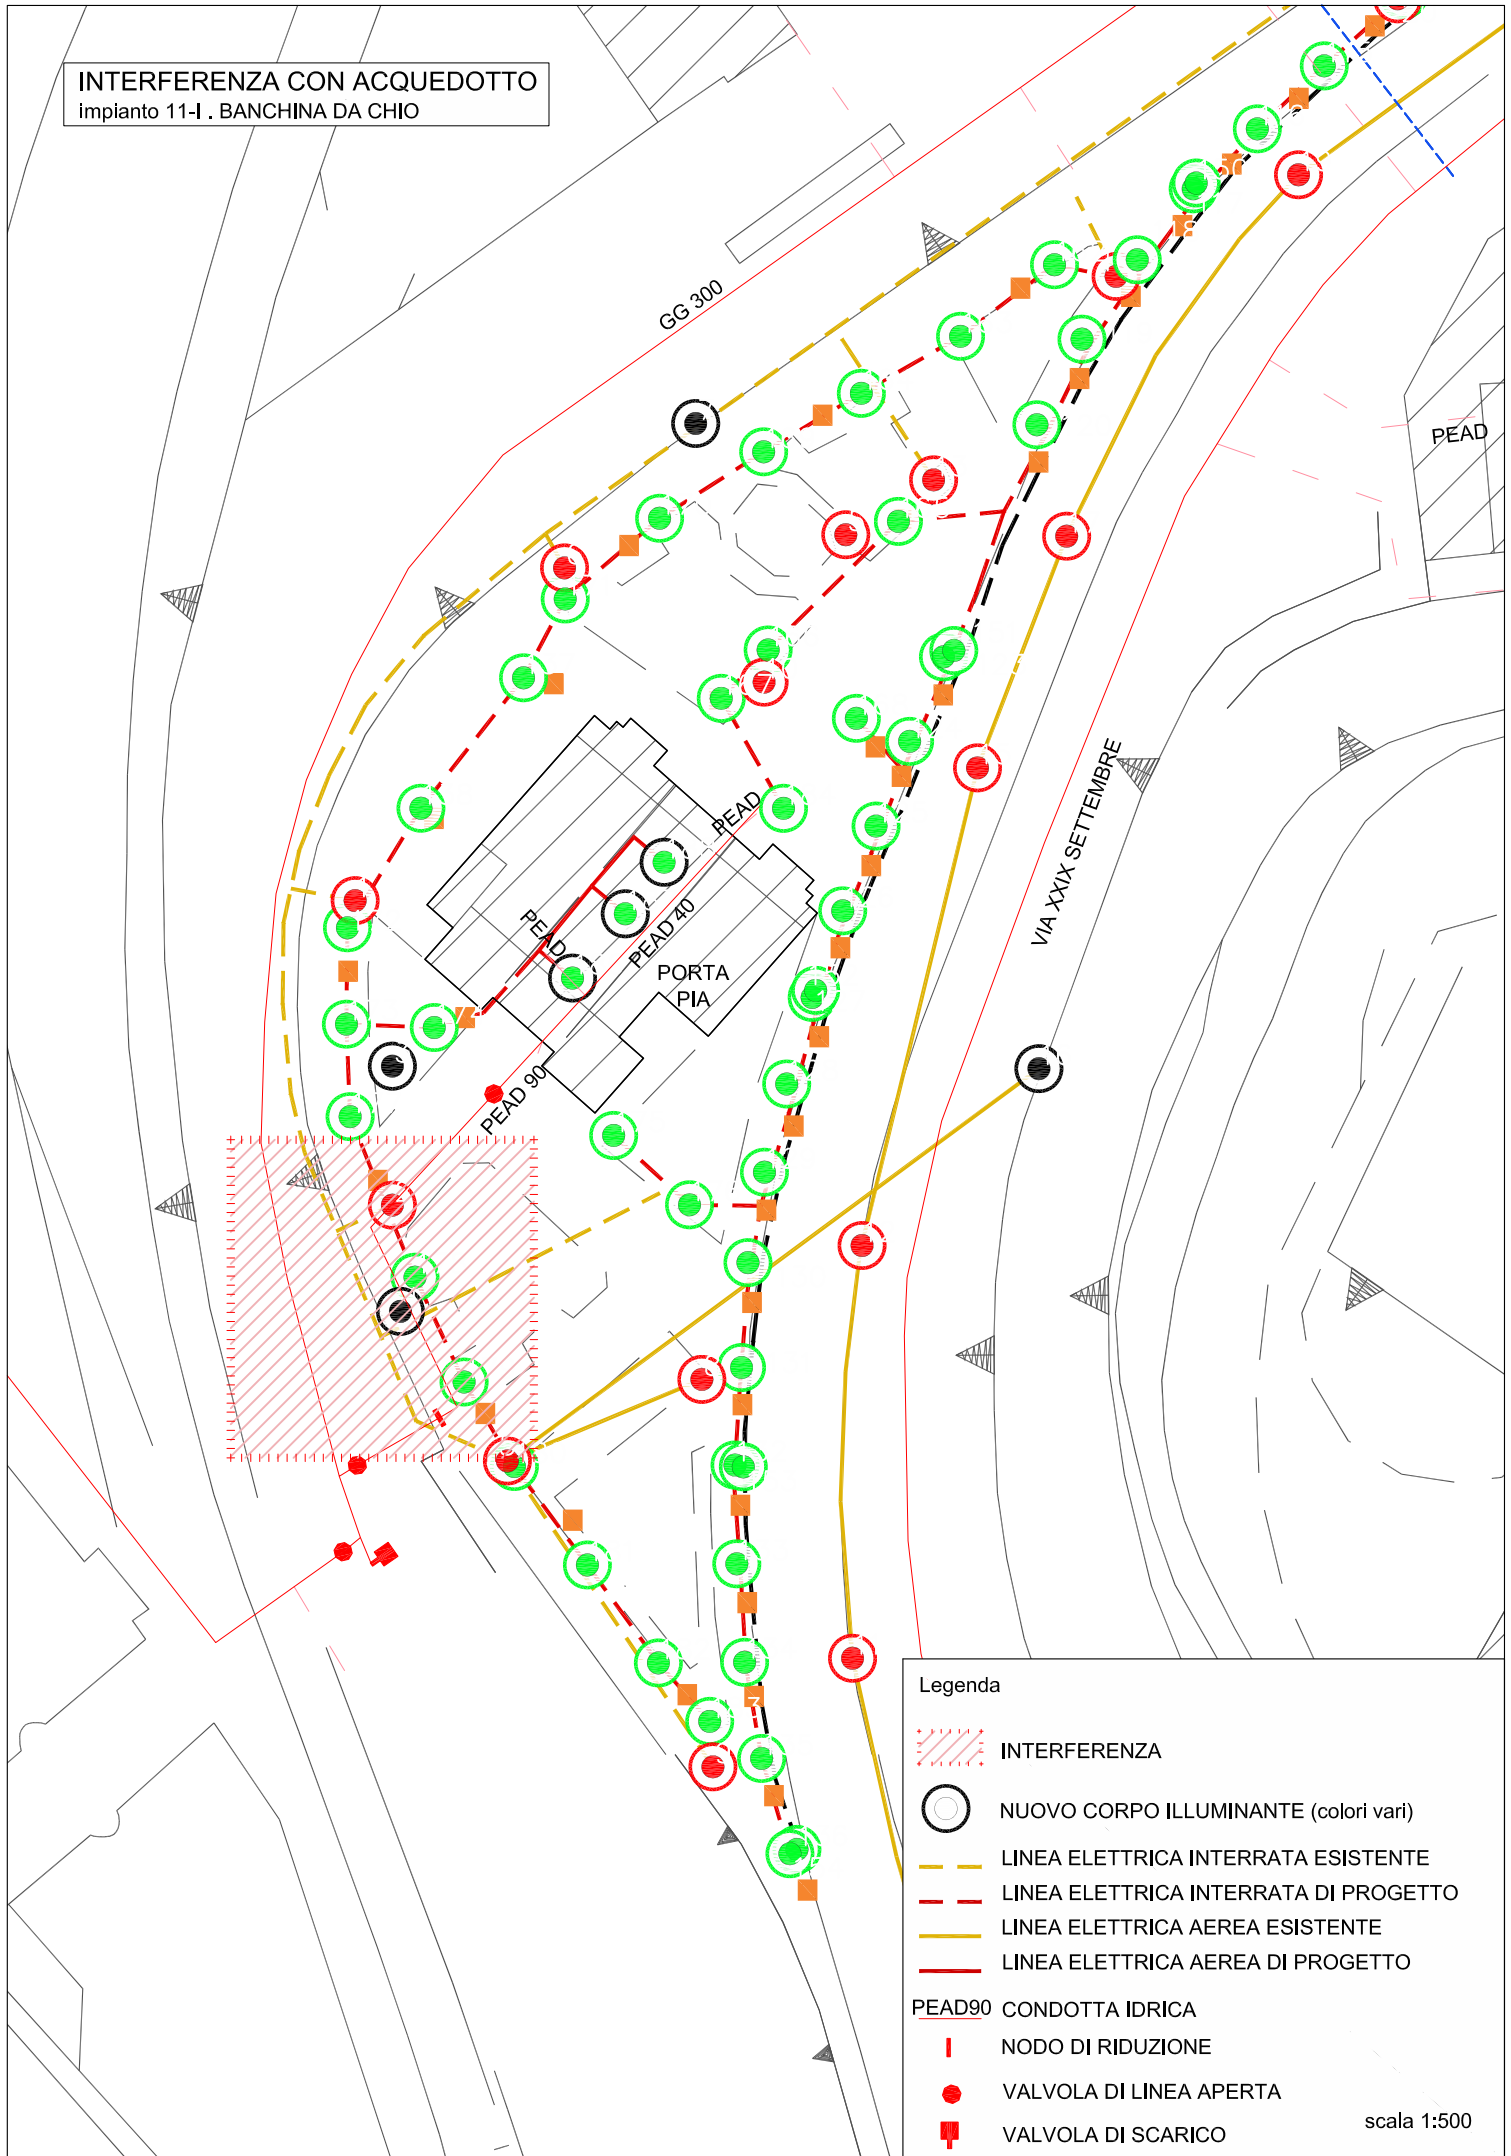 INTERFERENZA CON ACQUEDOTTO
impianto 11-I . BANCHINA DA CHIO
GG 300
PEAD
VIA XXIX SETTEMBRE
PEAD
PEAD 40
PEAD
PORTA
PIA
PEAD 90
Legenda
INTERFERENZA
NUOVO CORPO ILLUMINANTE (colori vari)
LINEA ELETTRICA INTERRATA ESISTENTE
LINEA ELETTRICA INTERRATA DI PROGETTO
LINEA ELETTRICA AEREA ESISTENTE
LINEA ELETTRICA AEREA DI PROGETTO
PEAD90 CONDOTTA IDRICA
NODO DI RIDUZIONE
VALVOLA DI LINEA APERTA
VALVOLA DI SCARICO
scala 1:500